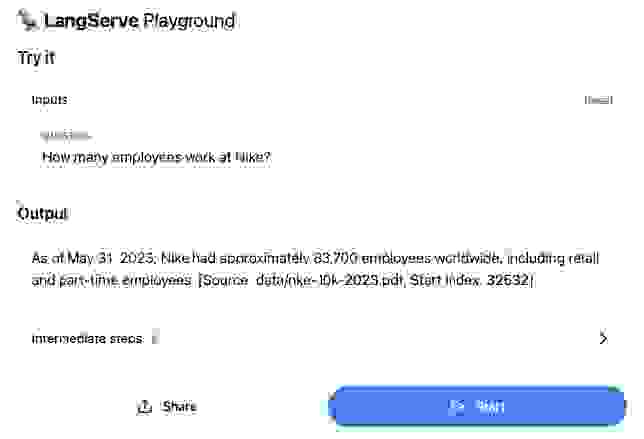 LangServe Playground
Try it
Inputs
Reset
QUESTION
How many employees work at Nike?
Output
As of May 31, 2023, Nike had approximately 83,700 employees worldwide, including retail
and part-time employees. [Source: data/nke-10k-2023.pdf, Start Index: 32532]
Intermediate steps
Share
Start